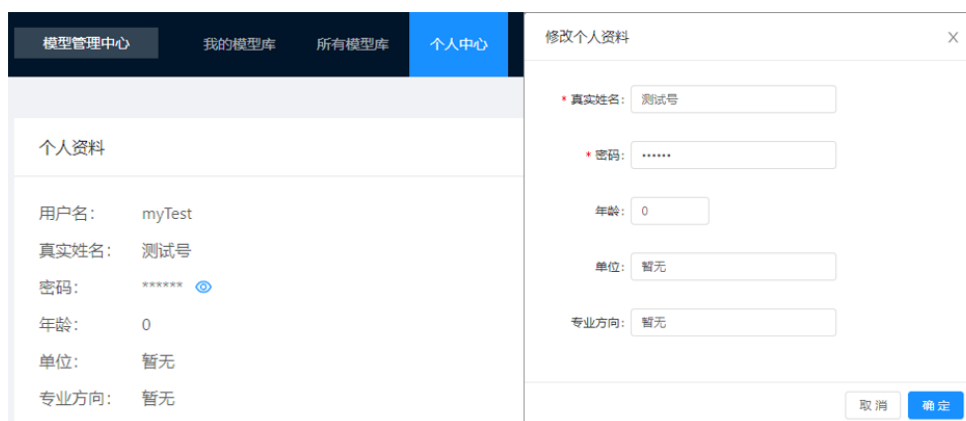 模型管理中心 我的模型库 所有模型库 个人中心
个人资料
用户名: myTest
真实姓名: 测试号
密码: ******
年龄: 0
单位: 暂无
专业方向: 暂无
修改个人资料
* 真实姓名: 测试号
* 密码: ••••••
年龄: 0
单位: 暂无
专业方向: 暂无
取消 确定